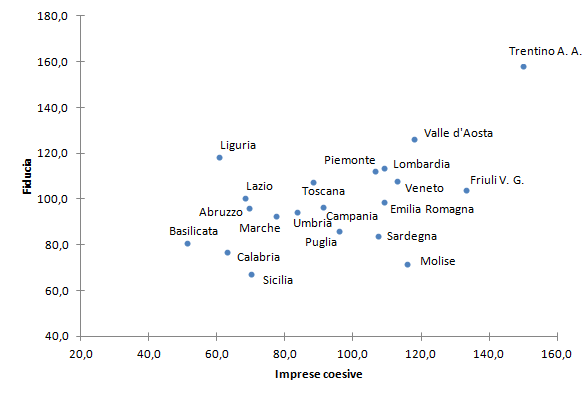 180,0
Trentino A. A.
160,0
140,0
Valle d'Aosta
120,0
Liguria
Piemonte
Lombardia
Friuli V. G.
Lazio
Toscana
Veneto
Fiducia
100,0
Abruzzo
Campania
Emilia Romagna
Basilicata
Marche
Umbria
Puglia
Sardegna
80,0
Calabria
Molise
Sicilia
60,0
40,0
20,0 40,0 60,0 80,0 100,0 120,0 140,0 160,0
Imprese coesive